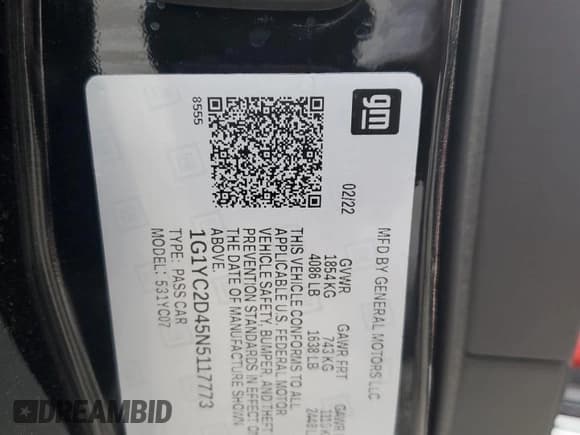 gm
MFD BY GENERAL MOTORS LLC
02/22
GVWR GAWR FRT GAWR
1854 KG 743 KG
4086 LB 1638 LB
THIS VEHICLE CONFORMS TO ALL
APPLICABLE U.S. FEDERAL MOTOR
VEHICLE SAFETY, BUMPER, AND THEFT
PREVENTION STANDARDS IN EFFECT
THE DATE OF MANUFACTURE SHOWN
ABOVE.
1G1YC2D45N5117773
TYPE: PASS CAR
MODEL: 531YC07
8555
DREAMBID